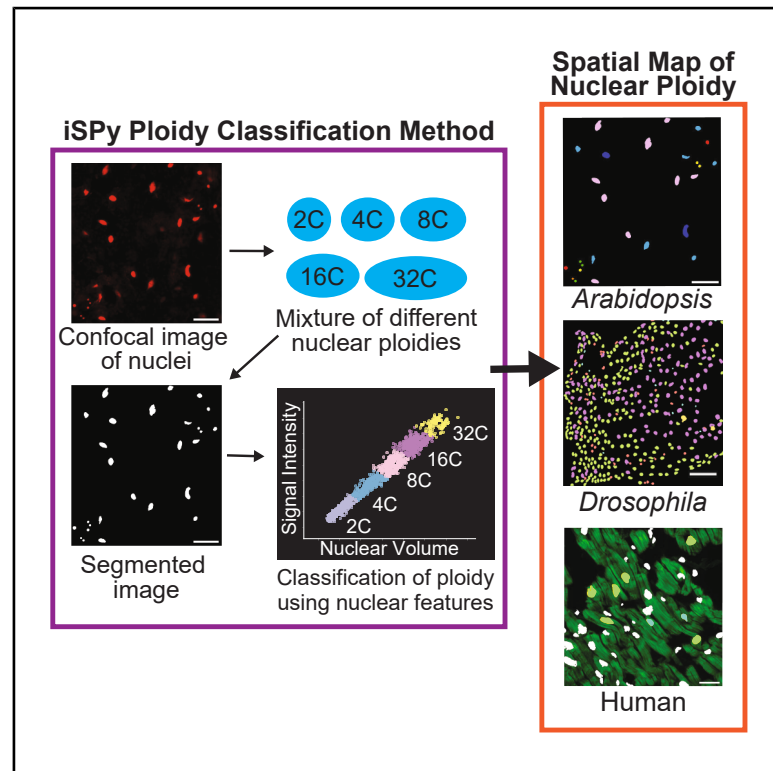 iSPy Ploidy Classification Method
Confocal image
of nuclei
2C
4C
8C
16C
32C
Mixture of different
nuclear ploidies
Segmented
image
Signal Intensity
32C
16C
8C
4C
2C
Nuclear Volume
Classification of ploidy
using nuclear features
Spatial Map of
Nuclear Ploidy
Arabidopsis
Drosophila
Human